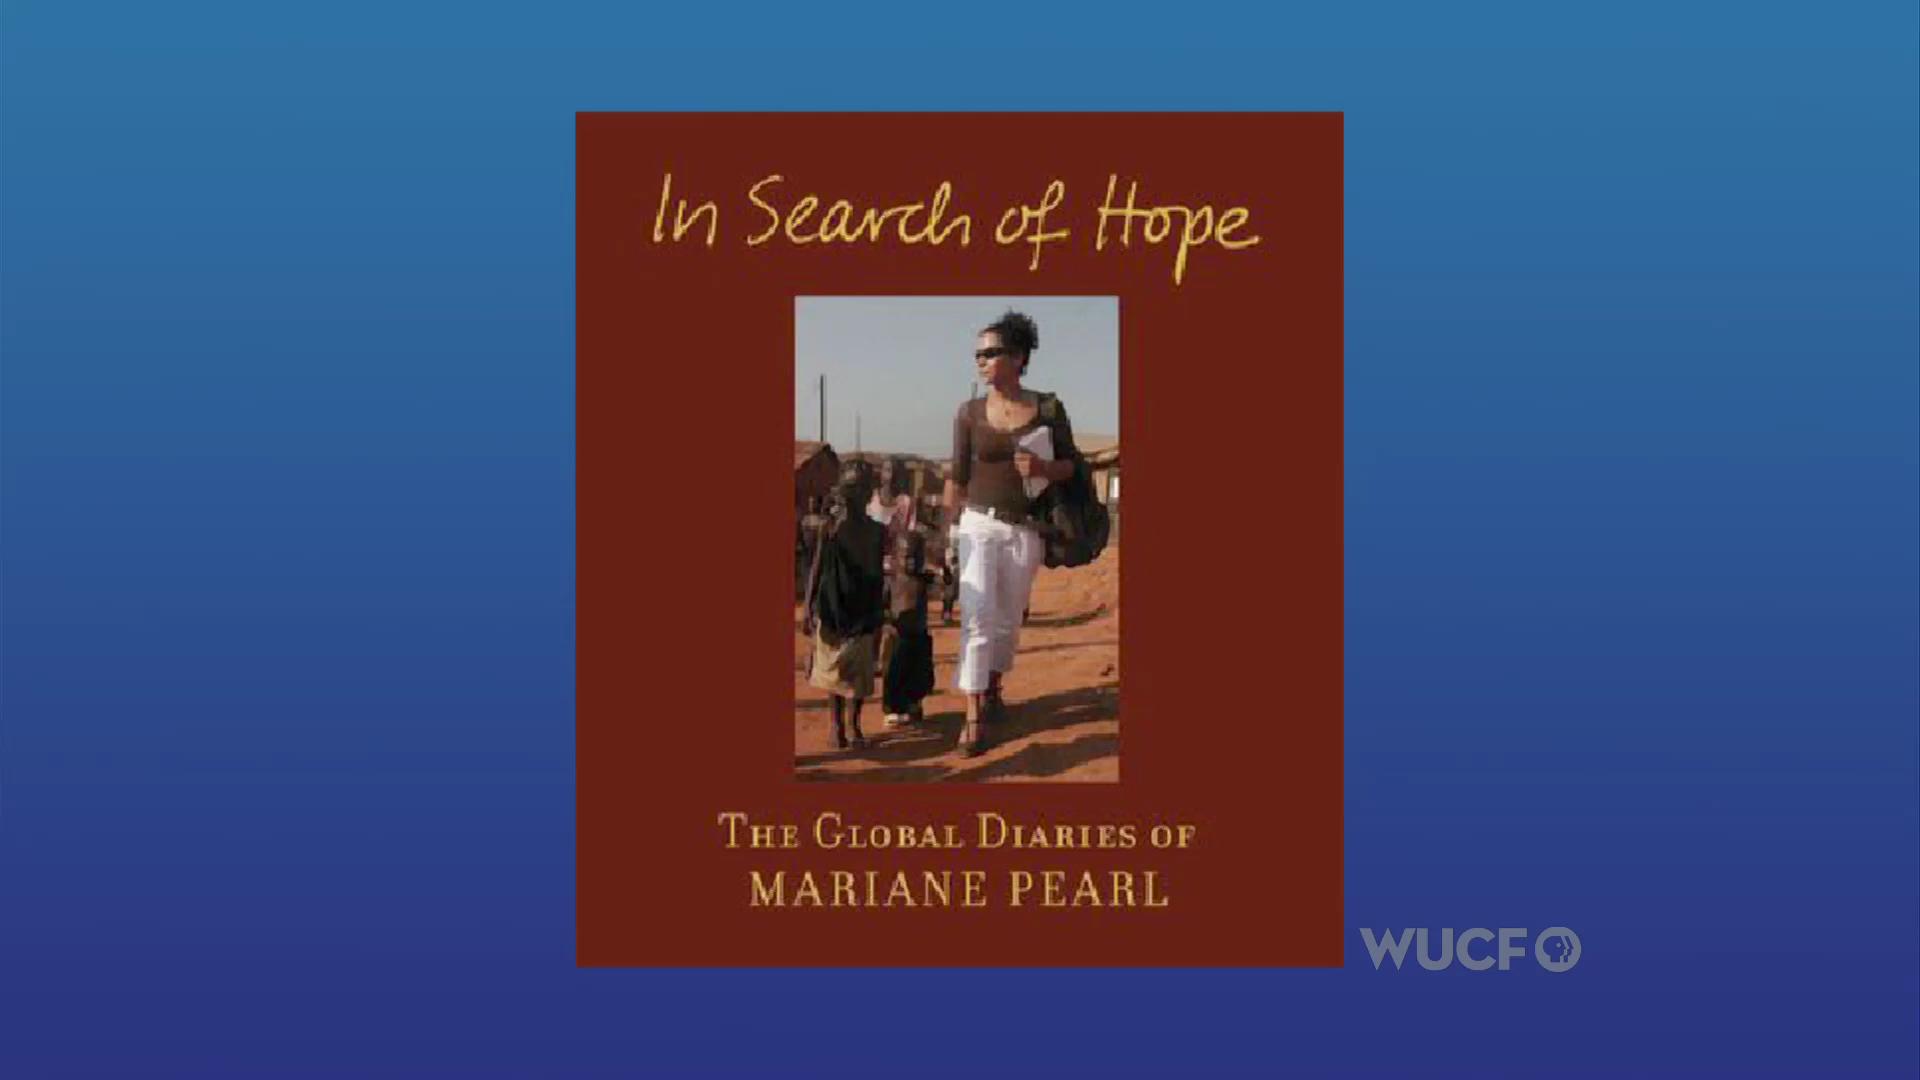 In Search of Hope
THE GLOBAL DIARIES OF
MARIANE PEARL
WUCF